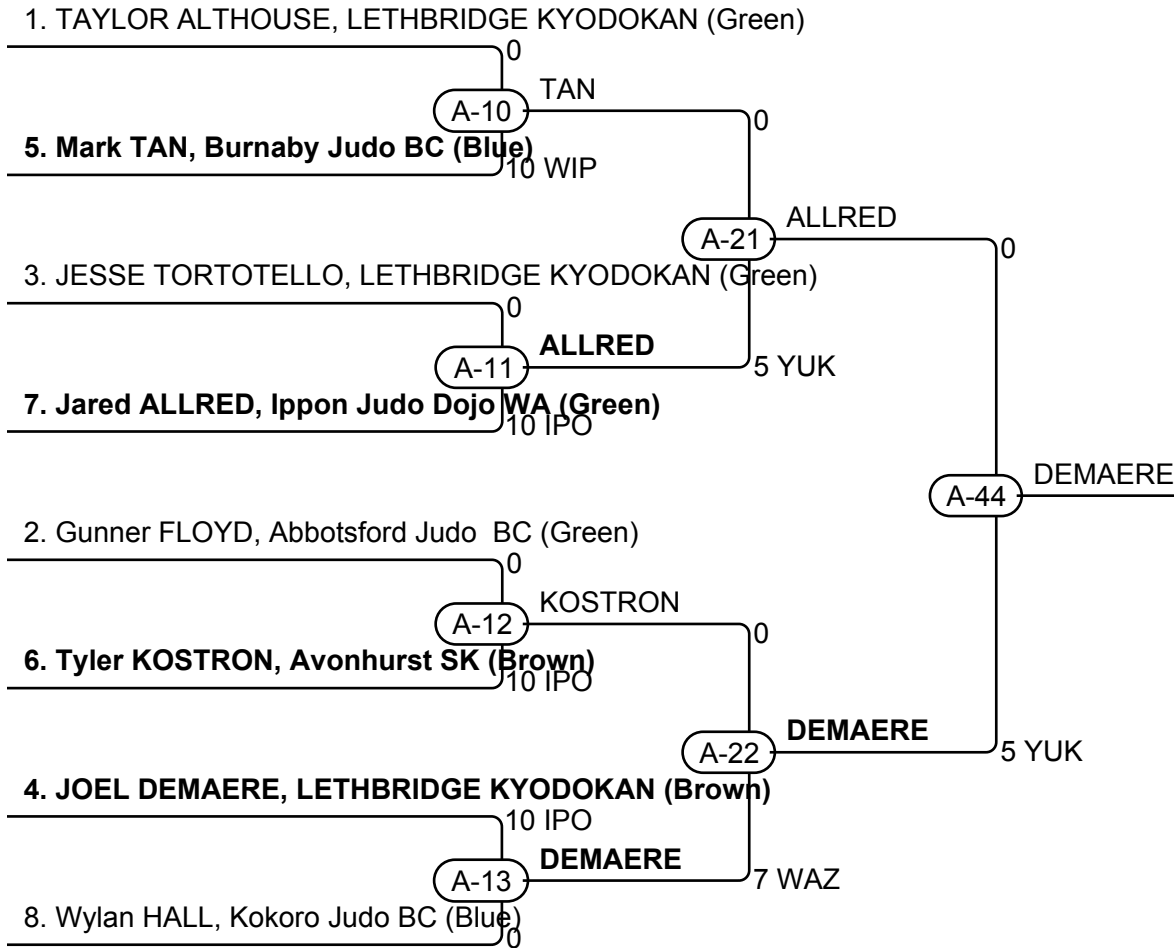 1. TAYLOR ALTHOUSE, LETHBRIDGE KYODOKAN (Green)
0
TAN
A-10
0
5. Mark TAN, Burnaby Judo BC (Blue)
10 WIP
ALLRED
A-21
0
3. JESSE TORTOTELLO, LETHBRIDGE KYODOKAN (Green)
0
ALLRED
A-11
5 YUK
7. Jared ALLRED, Ippon Judo Dojo WA (Green)
10 IPO
DEMAERE
A-44
2. Gunner FLOYD, Abbotsford Judo  BC (Green)
0
KOSTRON
A-12
0
6. Tyler KOSTRON, Avonhurst SK (Brown)
10 IPO
DEMAERE
A-22
5 YUK
4. JOEL DEMAERE, LETHBRIDGE KYODOKAN (Brown)
10 IPO
DEMAERE
A-13
7 WAZ
8. Wylan HALL, Kokoro Judo BC (Blue)
0